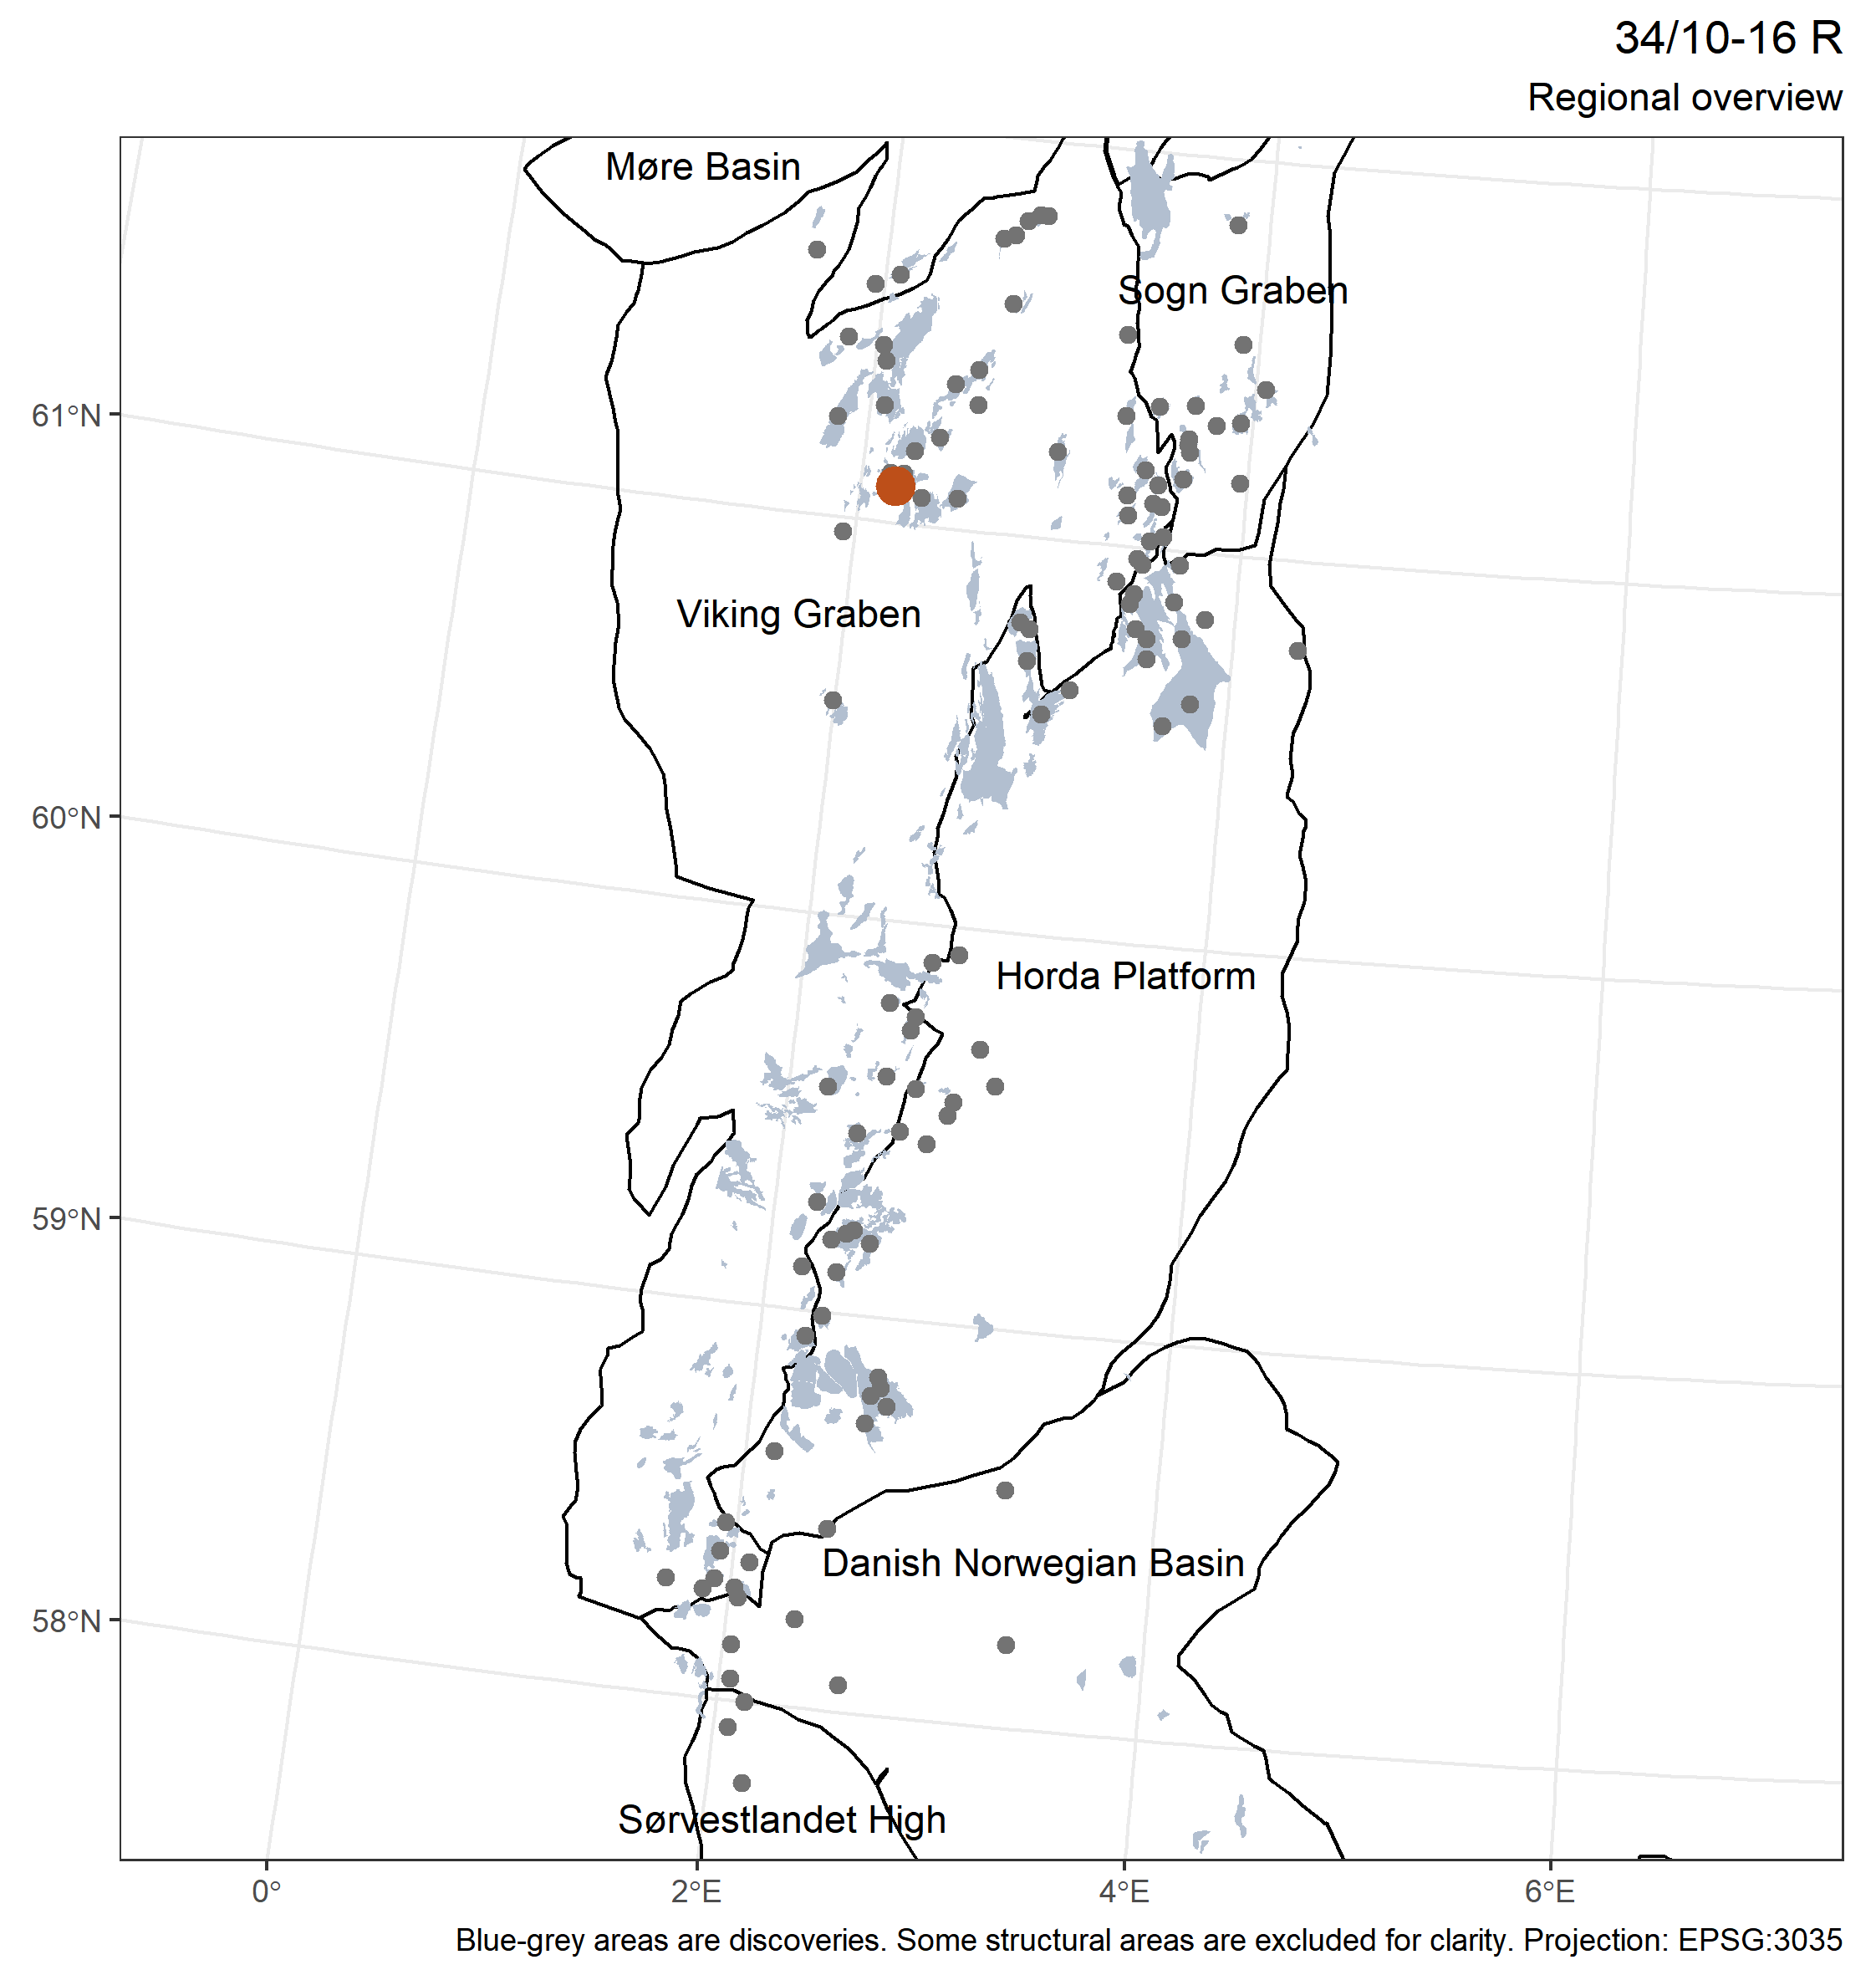 34/10-16 R
Regional overview
Møre Basin
Sogn Graben
61°N
Viking Graben
60°N
Horda Platform
59°N
Danish Norwegian Basin
58°N
Sørvestlandet High
0° 2°E 4°E 6°E
Blue-grey areas are discoveries. Some structural areas are excluded for clarity. Projection: EPSG:3035